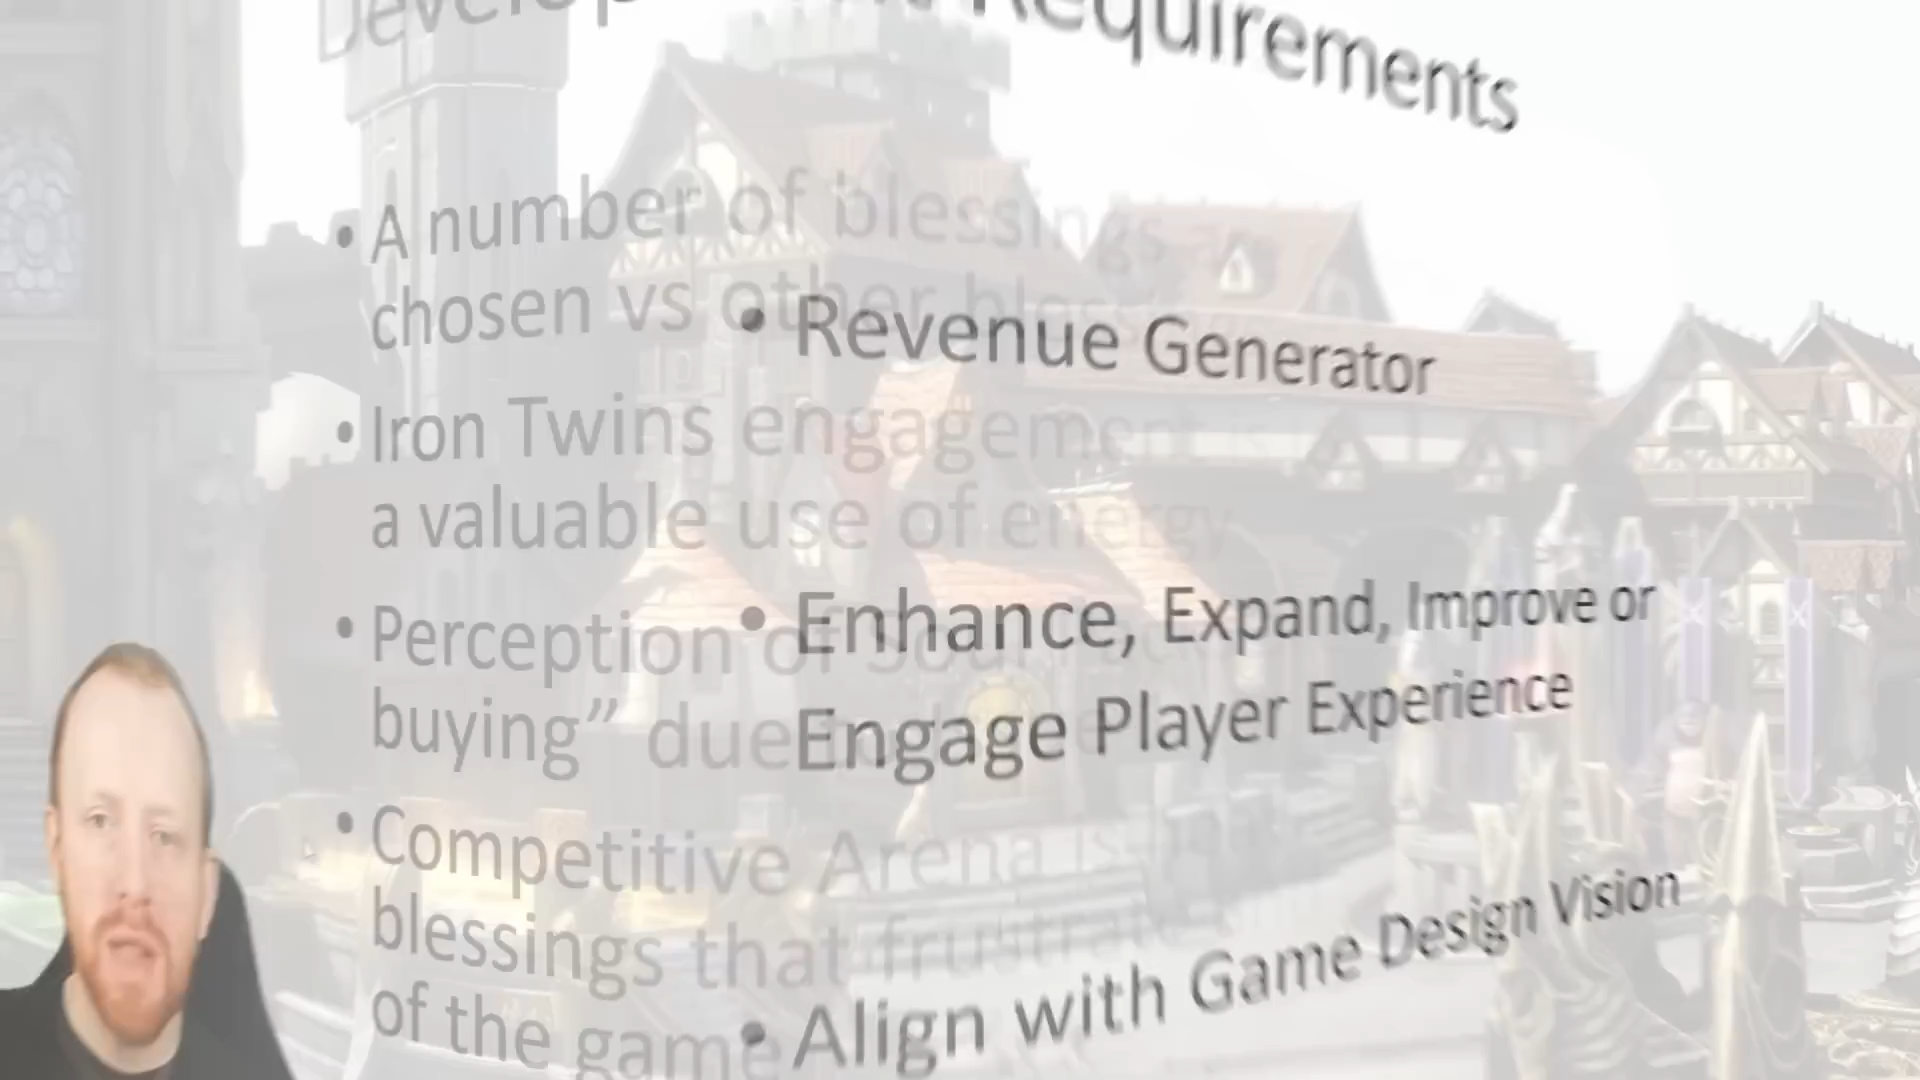 Requirements
• A number of blessings
chosen vs other
• Iron Twins engagement is
a valuable use of energy
• Perception of
buying” due
• Competitive Arena is
blessings that
of the game
• Revenue Generator
• Enhance, Expand, Improve or
Engage Player Experience
• Align with Game Design Vision